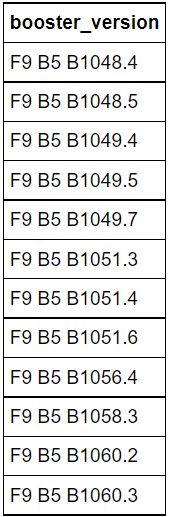 booster_version
F9 B5 B1048.4
F9 B5 B1048.5
F9 B5 B1049.4
F9 B5 B1049.5
F9 B5 B1049.7
F9 B5 B1051.3
F9 B5 B1051.4
F9 B5 B1051.6
F9 B5 B1056.4
F9 B5 B1058.3
F9 B5 B1060.2
F9 B5 B1060.3